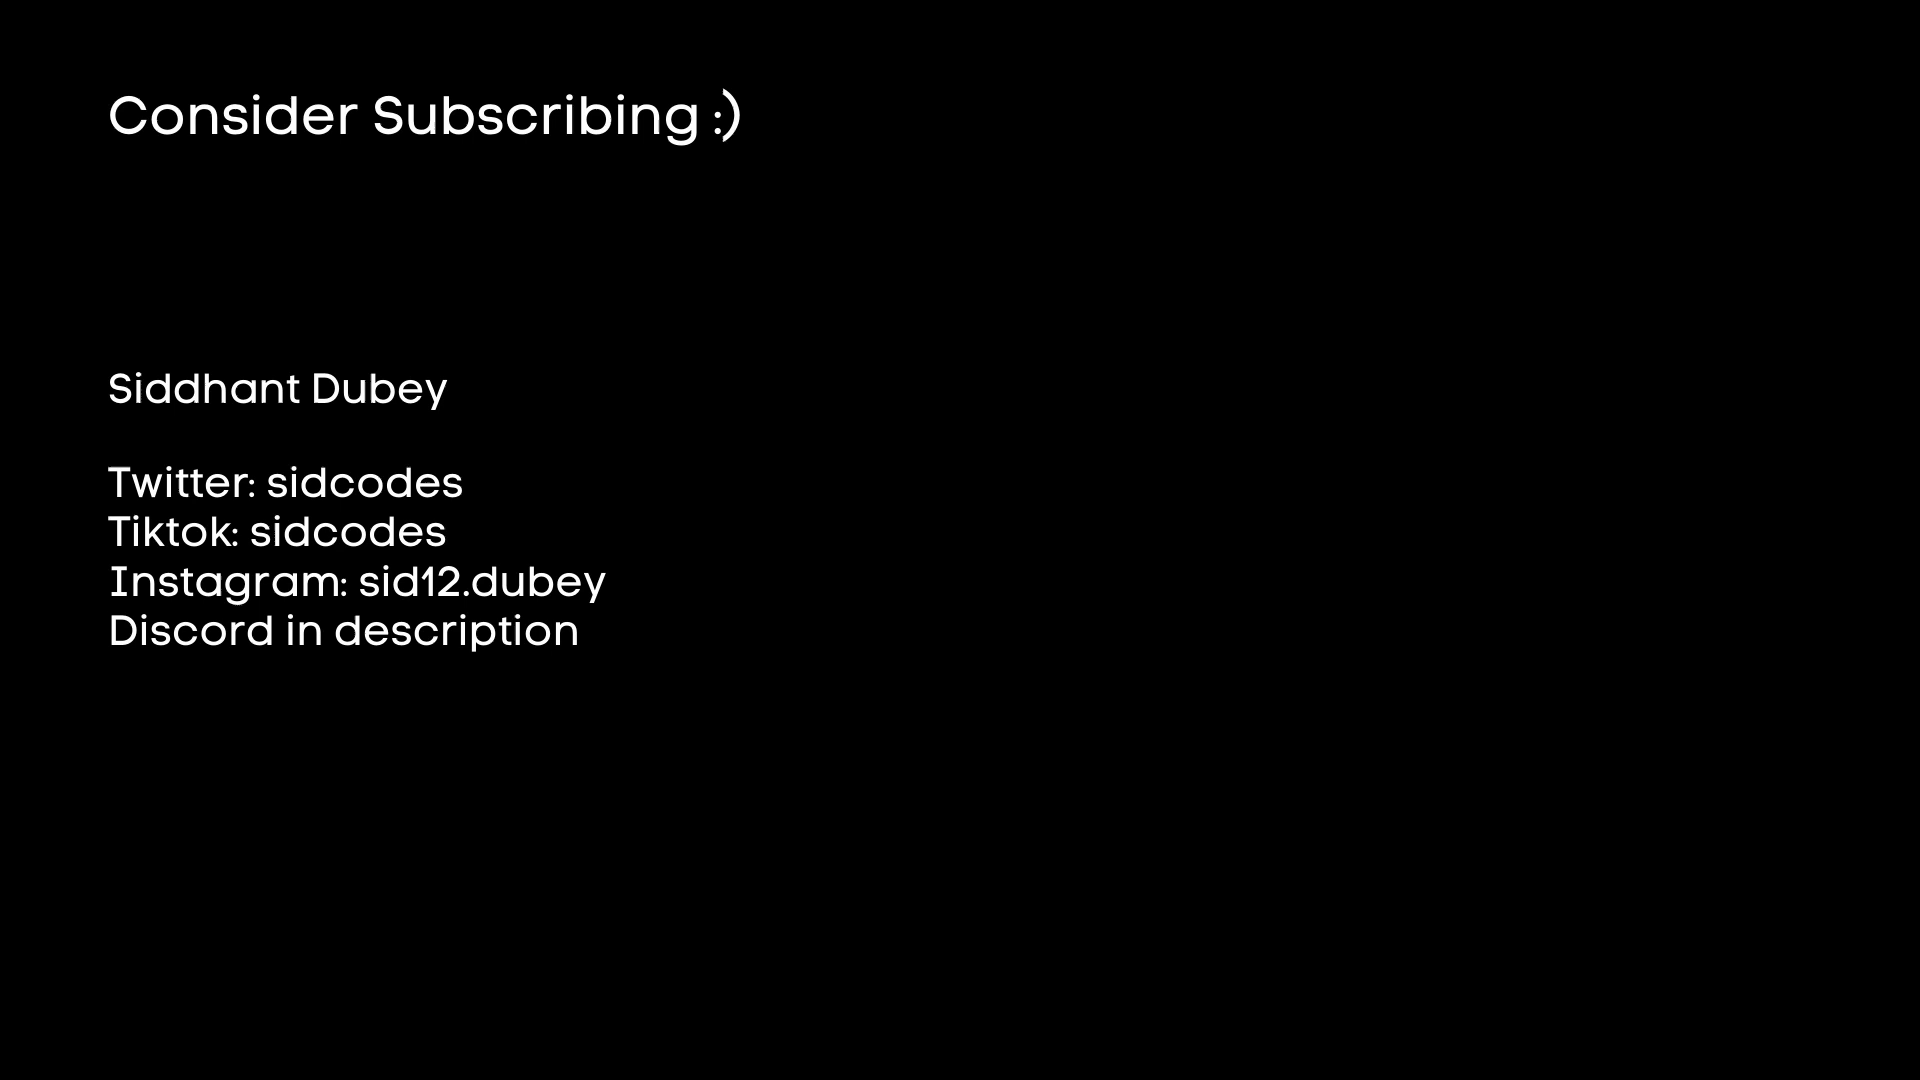 Consider Subscribing :)
Siddhant Dubey
Twitter: sidcodes
Tiktok: sidcodes
Instagram: sid12.dubey
Discord in description